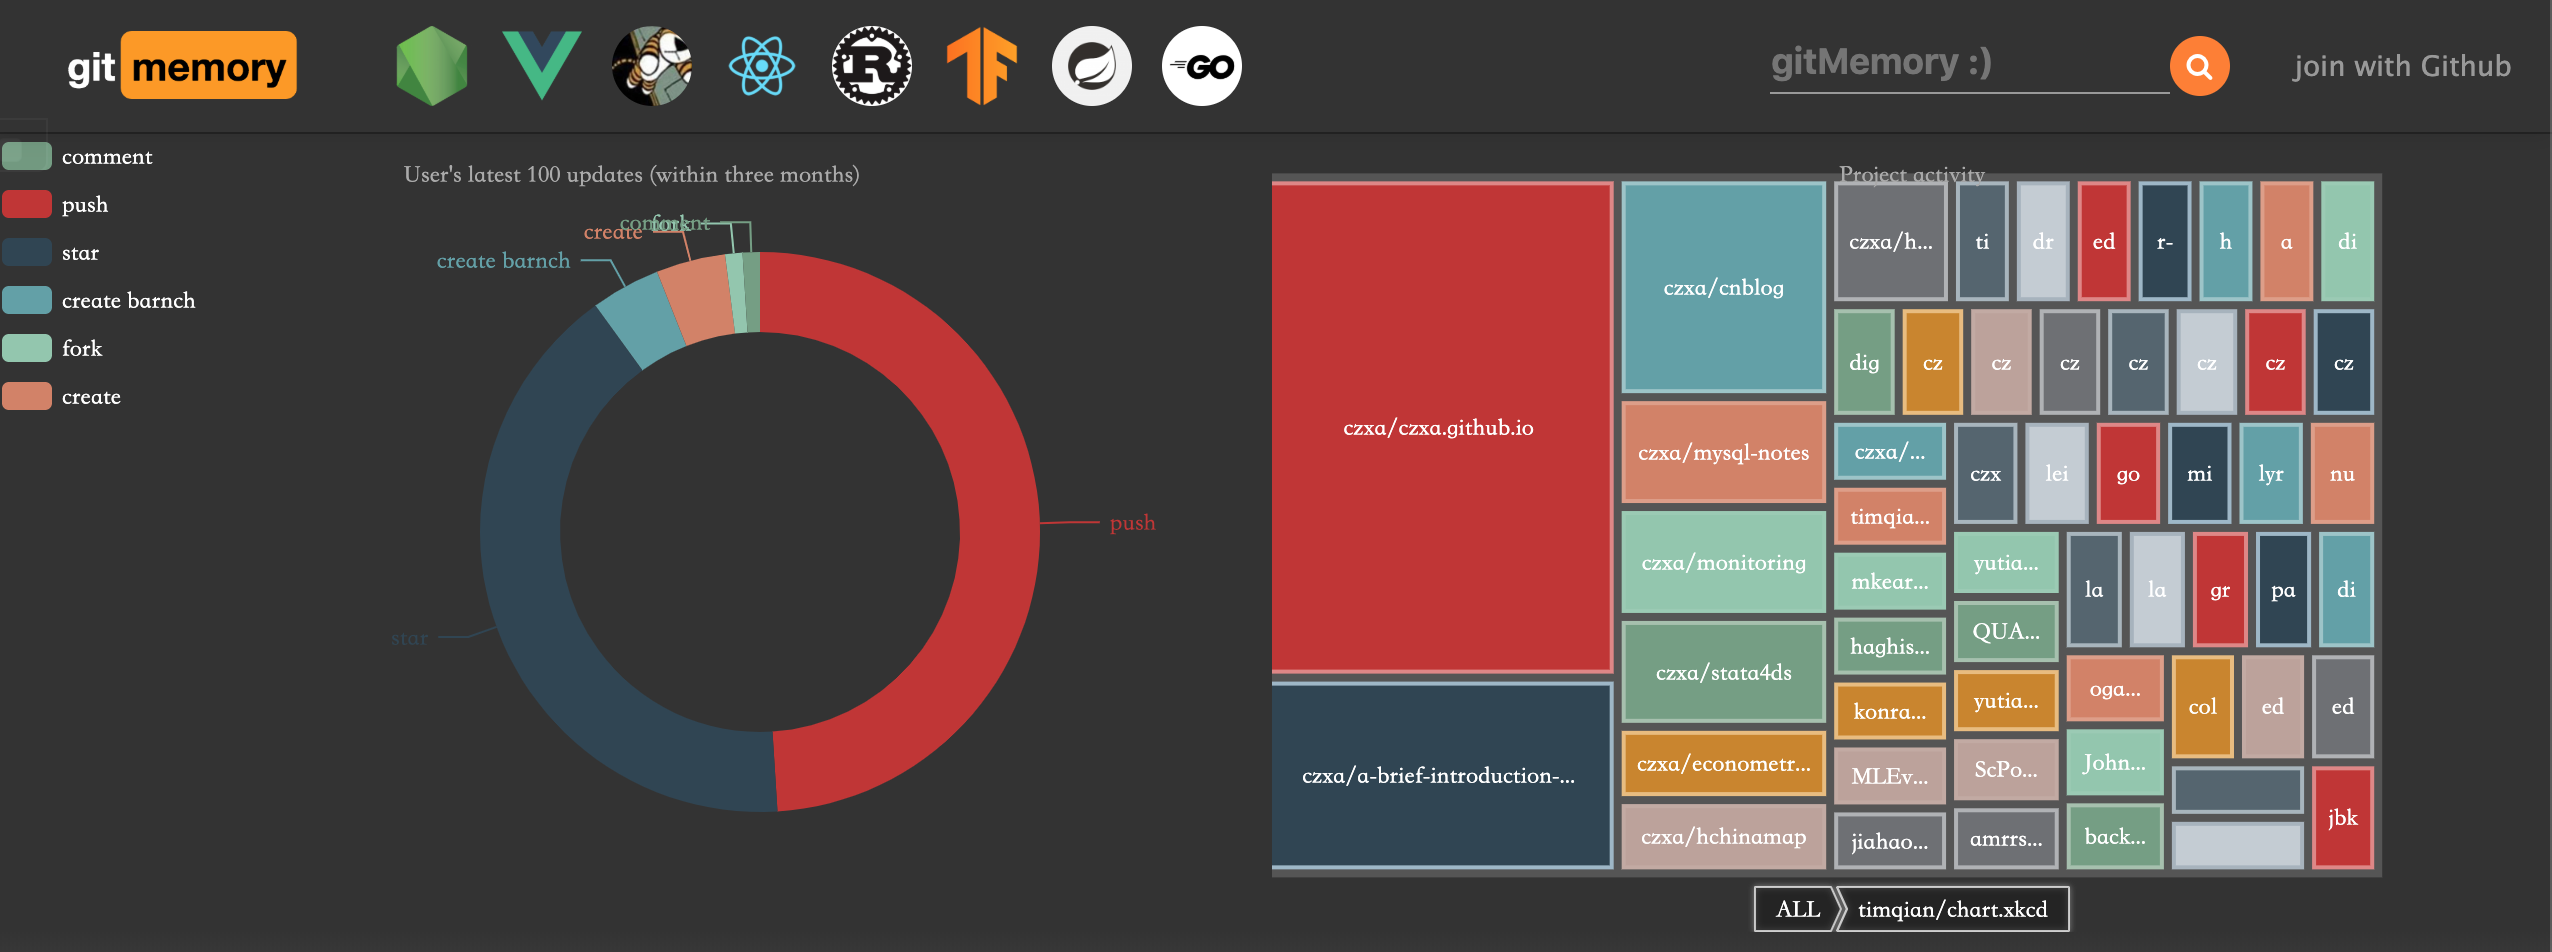 git memory
R
GO
gitMemory :)
join with Github
comment
push
star
create barnch
fork
create
User's latest 100 updates (within three months)
comment
fork
create
create barnch
push
star
Project activity
czxa/czxa.github.io
czxa/a-brief-introduction-...
czxa/cnblog
czxa/mysql-notes
czxa/monitoring
czxa/stata4ds
czxa/econometr...
czxa/hchinamap
czxa/h...
ti
dr
ed
r-
h
a
di
dig
cz
cz
cz
cz
cz
cz
cz
czxa/...
timqia...
mkear...
haghis...
konra...
MLEv...
jiahao...
czx
lei
go
mi
lyr
nu
yutia...
QUA...
yutia...
ScPo...
amrrs...
la
la
gr
pa
di
oga...
John...
back...
col
ed
ed
jbk
ALL
timqian/chart.xkcd